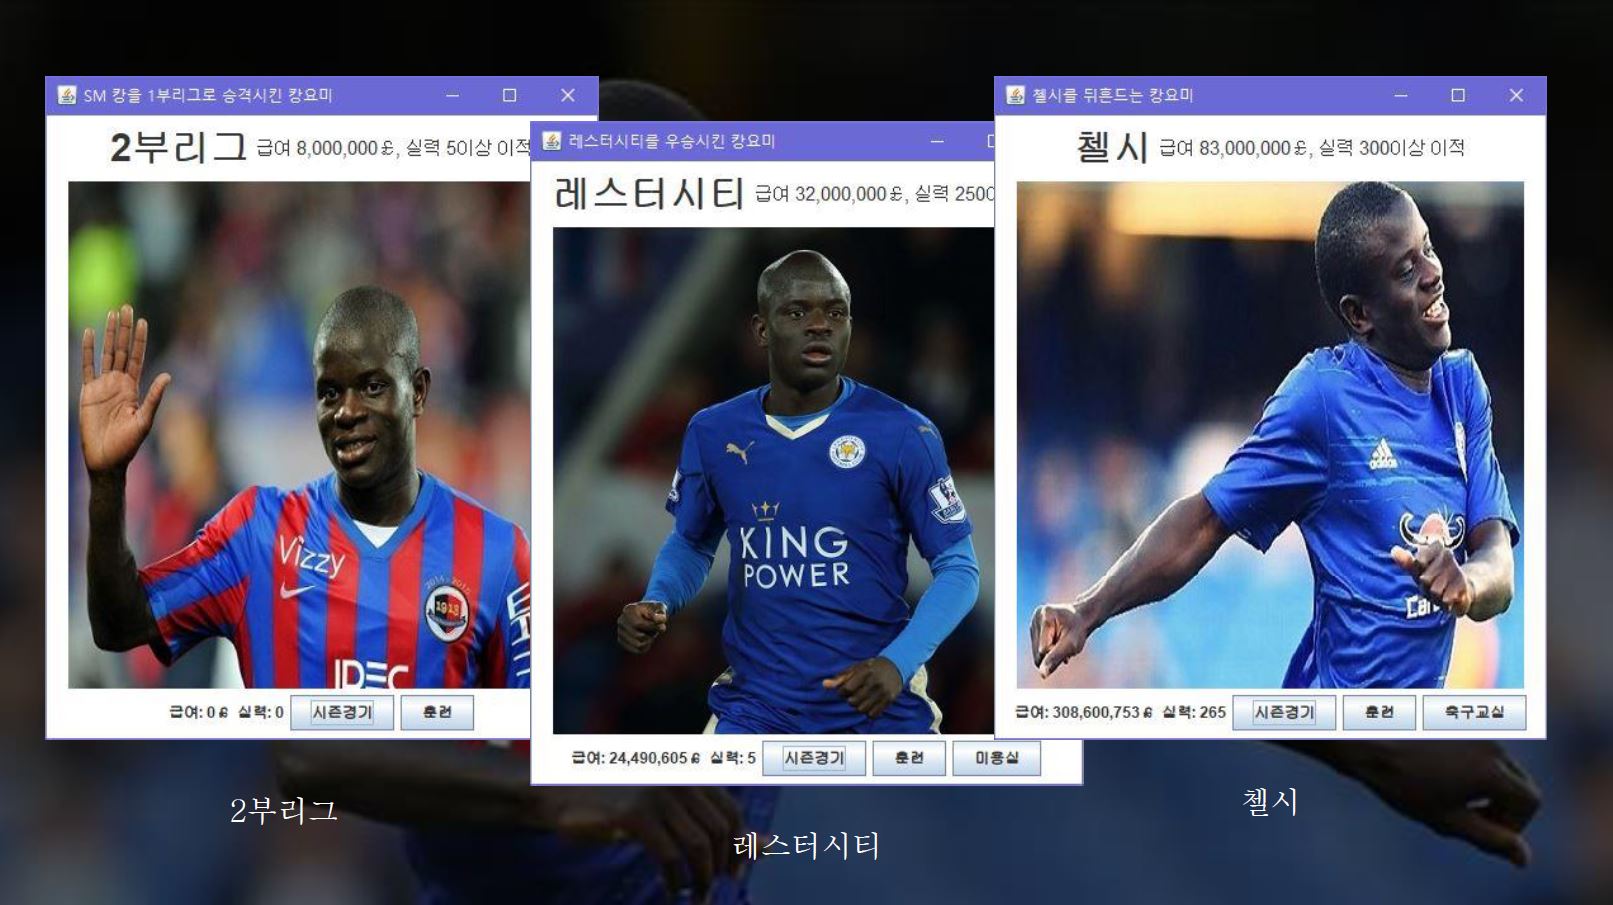 SM 캉을 1부리그로 승격시킨 캉요미
2부리그 급여 8,000,000￡, 실력 5이상 이적
Vizzy
2014 - 2015
1913
IDEC
급여: 0￡ 실력: 0 시즌경기 훈련
레스터시티를 우승시킨 캉요미
레스터시티 급여 32,000,000￡, 실력 250이
KING
POWER
급여: 24,490,605￡ 실력: 5 시즌경기 훈련 미용실
첼시를 뒤흔드는 캉요미
첼시 급여 83,000,000￡, 실력 300이상 이적
adidas
급여: 308,600,753￡ 실력: 265 시즌경기 훈련 축구교실
2부리그
레스터시티
첼시